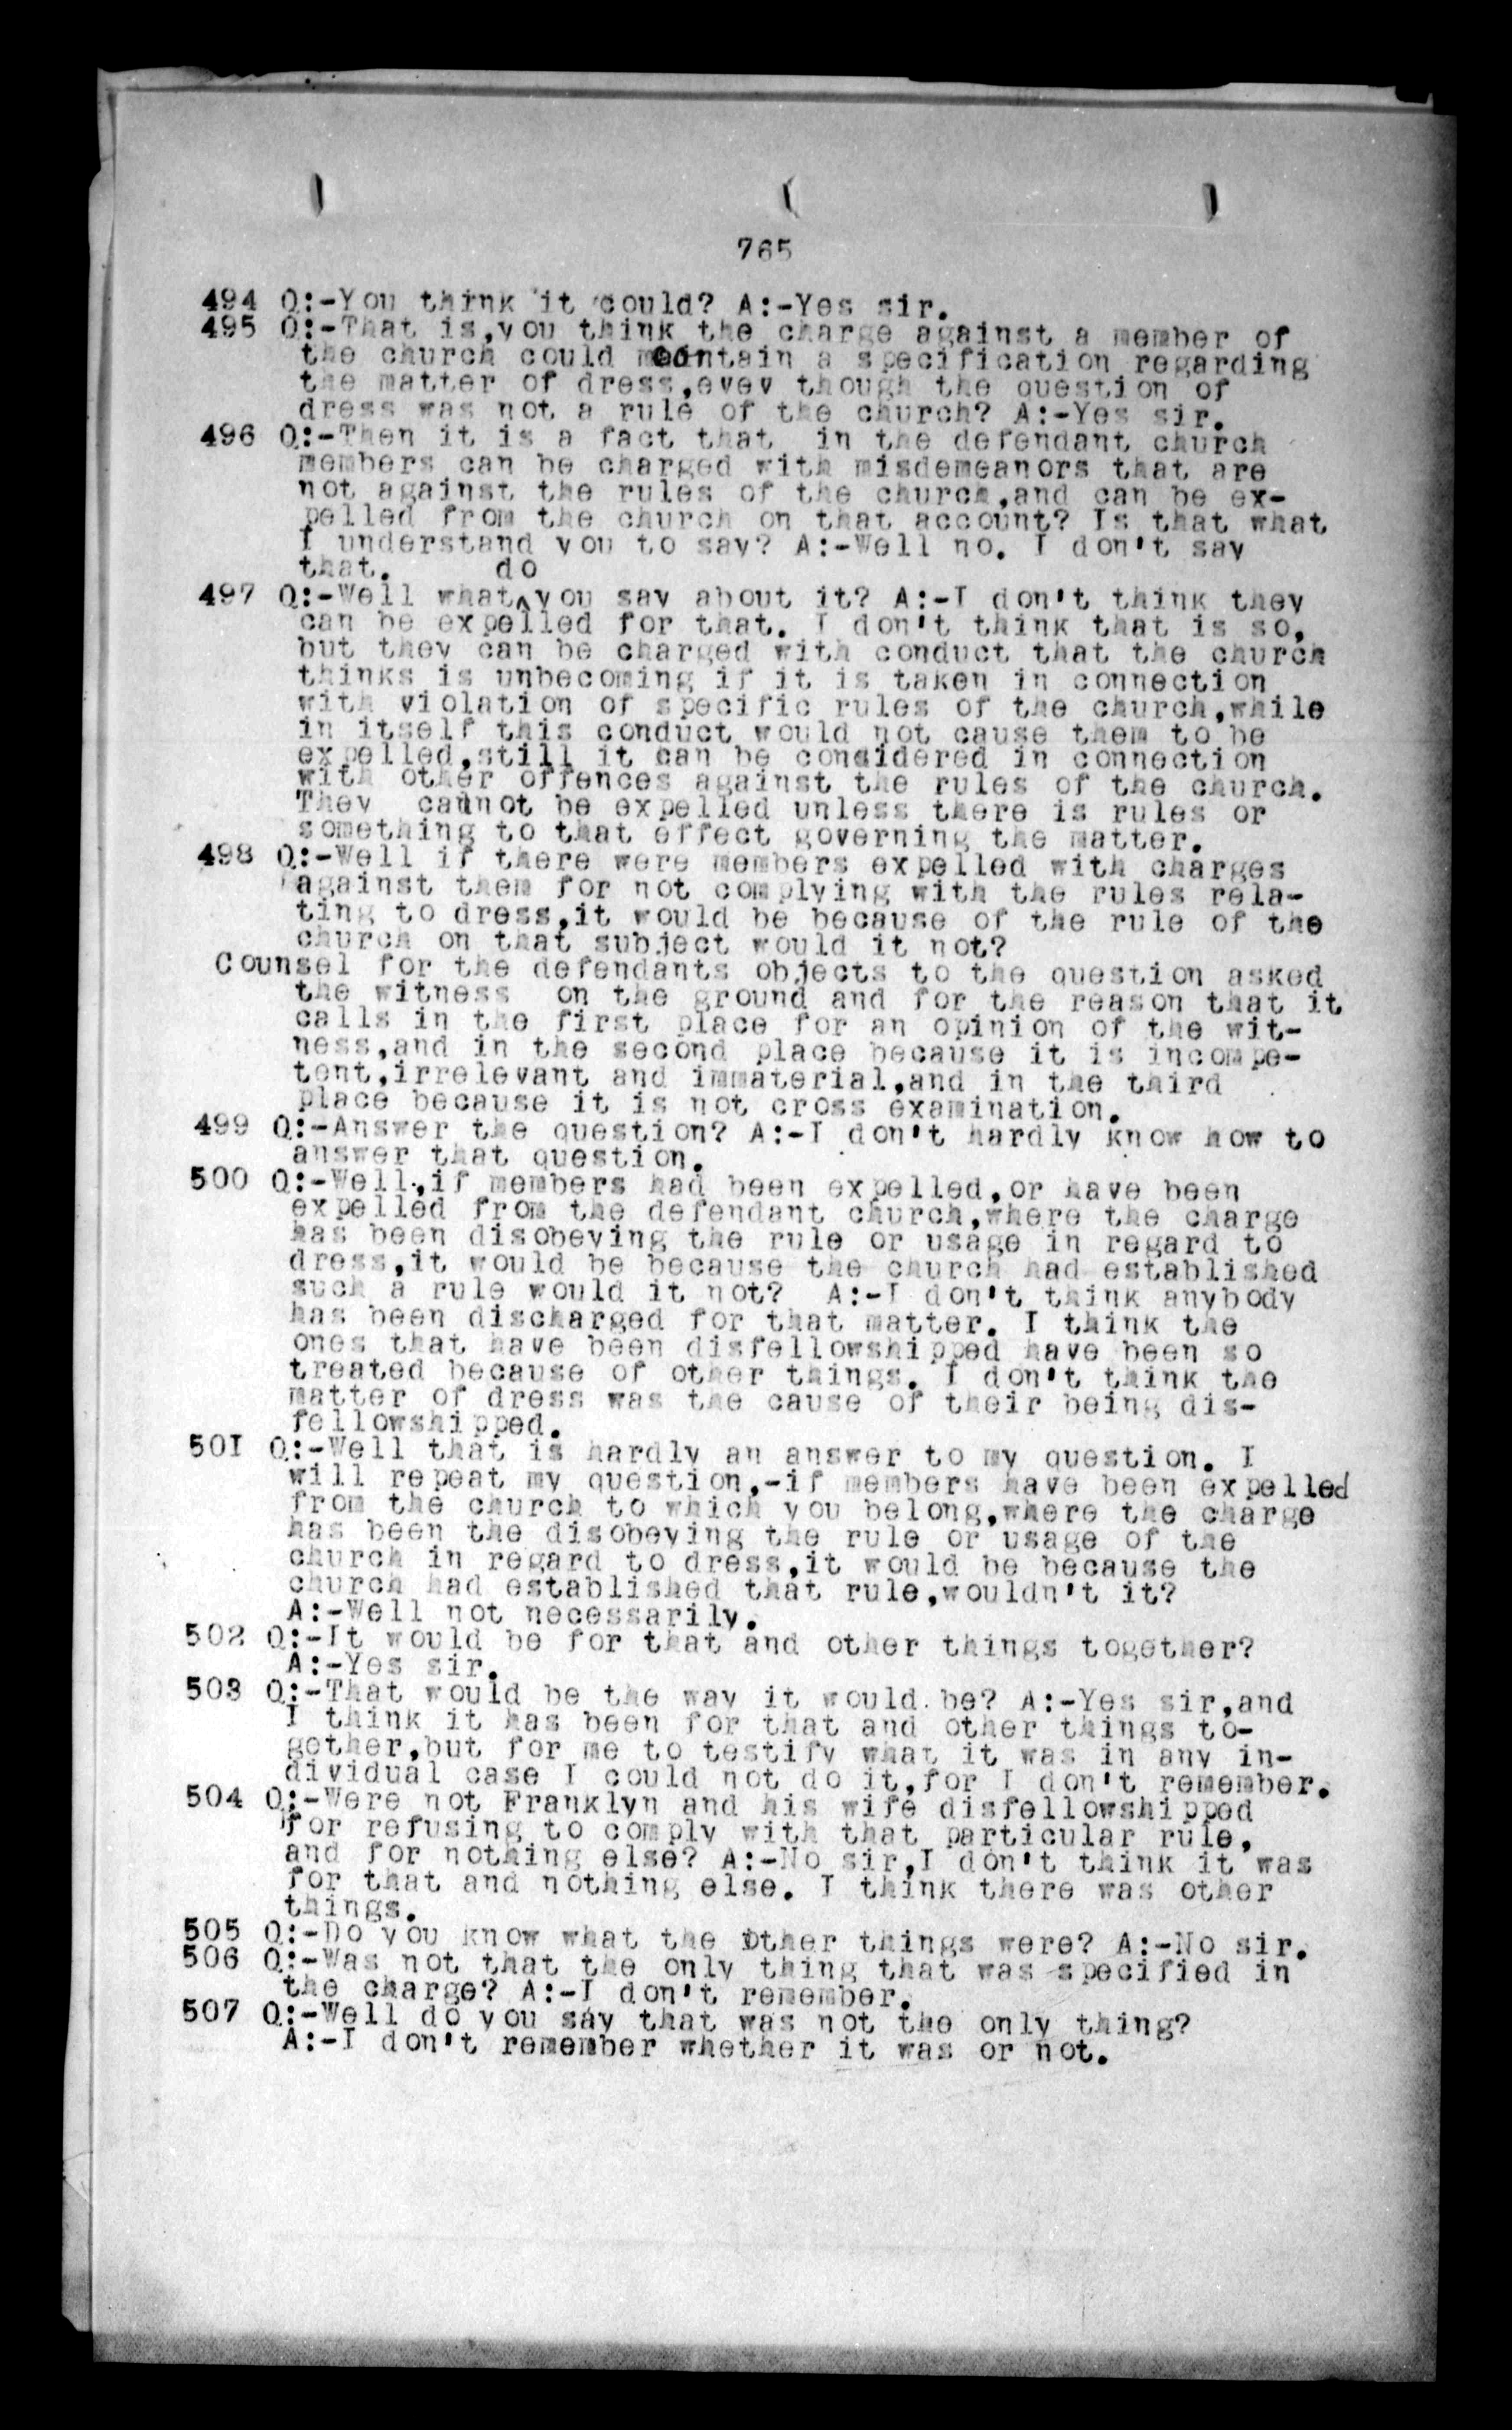 765
494 Q:-You think it could? A:-Yes sir.
495 Q:-That is,you think the charge against a member of
the church could contain a specification regarding
the matter of dress,evev though the question of
dress was not a rule of the church? A:-Yes sir.
496 Q:-Then it is a fact that in the defendant church
members can be charged with misdemeanors that are
not against the rules of the church,and can be ex-
pelled from the church on that account? Is that what
I understand you to say? A:-Well no. I don't say
that. do
497 Q:-Well what^you say about it? A:-I don't think they
can be expelled for that. I don't think that is so,
but they can be charged with conduct that the church
thinks is unbecoming if it is taken in connection
with violation of specific rules of the church,while
in itself this conduct would not cause them to be
expelled,still it can be considered in connection
with other offences against the rules of the church.
They cannot be expelled unless there is rules or
something to that effect governing the matter.
498 Q:-Well if there were members expelled with charges
against them for not complying with the rules rela-
ting to dress,it would be because of the rule of the
church on that subject would it not?
Counsel for the defendants objects to the question asked
the witness on the ground and for the reason that it
calls in the first place for an opinion of the wit-
ness,and in the second place because it is incompe-
tent,irrelevant and immaterial,and in the third
place because it is not cross examination.
499 Q:-Answer the question? A:-I don't hardly know how to
answer that question.
500 Q:-Well,if members had been expelled,or have been
expelled from the defendant church,where the charge
has been disobeying the rule or usage in regard to
dress,it would be because the church had established
such a rule would it not? A:-I don't think anybody
has been discharged for that matter. I think the
ones that have been disfellowshipped have been so
treated because of other things. I don't think the
matter of dress was the cause of their being dis-
fellowshipped.
501 Q:-Well that is hardly an answer to my question. I
will repeat my question,-if members have been expelled
from the church to which you belong,where the charge
has been the disobeying the rule or usage of the
church in regard to dress,it would be because the
church had established that rule,wouldn't it?
A:-Well not necessarily.
502 Q:-It would be for that and other things together?
A:-Yes sir.
503 Q:-That would be the way it would be? A:-Yes sir,and
I think it has been for that and other things to-
gether,but for me to testify what it was in any in-
dividual case I could not do it,for I don't remember.
504 Q:-Were not Franklyn and his wife disfellowshipped
for refusing to comply with that particular rule,
and for nothing else? A:-No sir,I don't think it was
for that and nothing else. I think there was other
things.
505 Q:-Do you know what the other things were? A:-No sir.
506 Q:-Was not that the only thing that was specified in
the charge? A:-I don't remember.
507 Q:-Well do you say that was not the only thing?
A:-I don't remember whether it was or not.